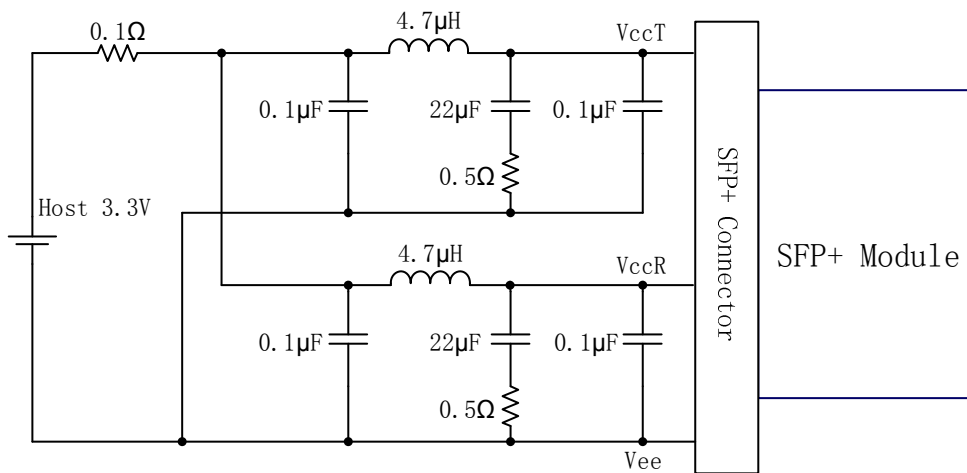 4.7μH
0.1Ω
VccT
0.1μF
22μF
0.1μF
0.5Ω
Host 3.3V
4.7μH
VccR
0.1μF
22μF
0.1μF
0.5Ω
Vee
SFP+ Connector
SFP+ Module